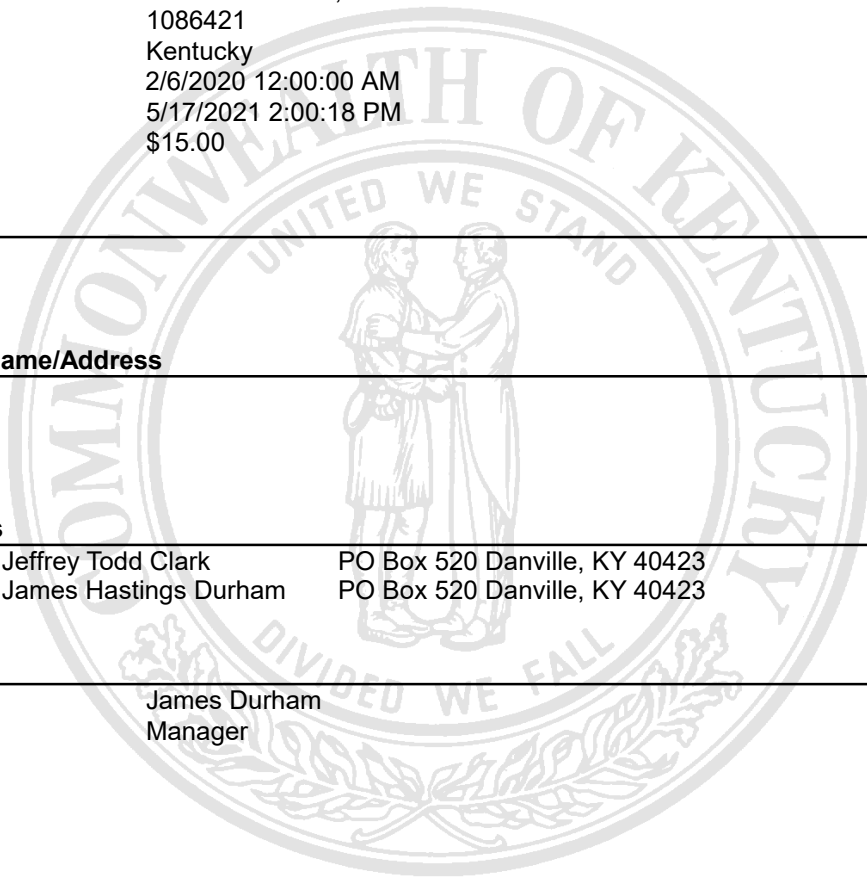 1086421
Kentucky
2/6/2020 12:00:00 AM
5/17/2021 2:00:18 PM
$15.00
COMMONWEALTH OF KENTUCKY
UNITED WE STAND
ame/Address
s
Jeffrey Todd Clark PO Box 520 Danville, KY 40423
James Hastings Durham PO Box 520 Danville, KY 40423
DIVIDED WE FALL
James Durham
Manager